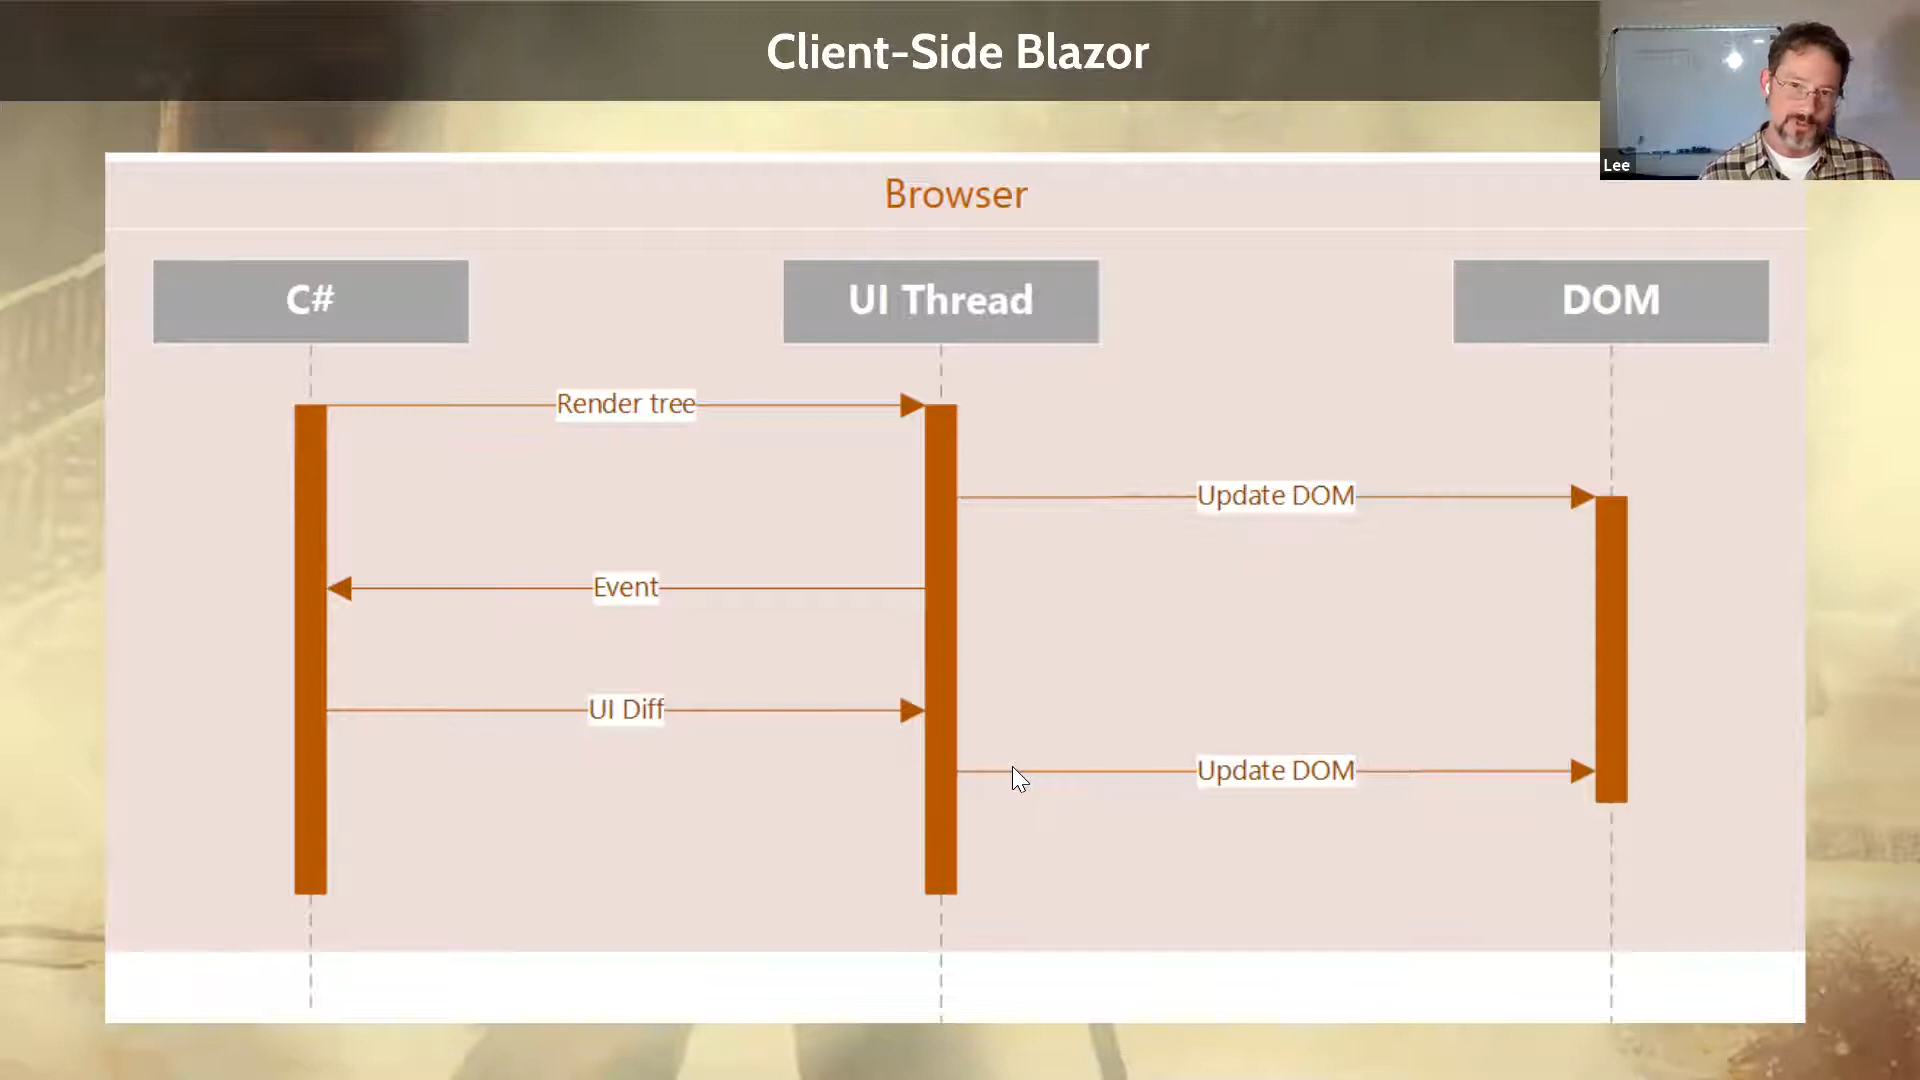 Client-Side Blazor
Lee
Browser
C#
UI Thread
DOM
Render tree
Update DOM
Event
UI Diff
Update DOM